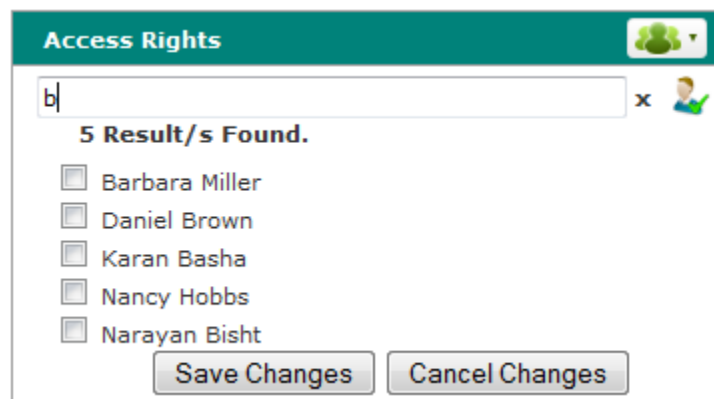 Access Rights
b
x
5 Result/s Found.
Barbara Miller
Daniel Brown
Karan Basha
Nancy Hobbs
Narayan Bisht
Save Changes Cancel Changes